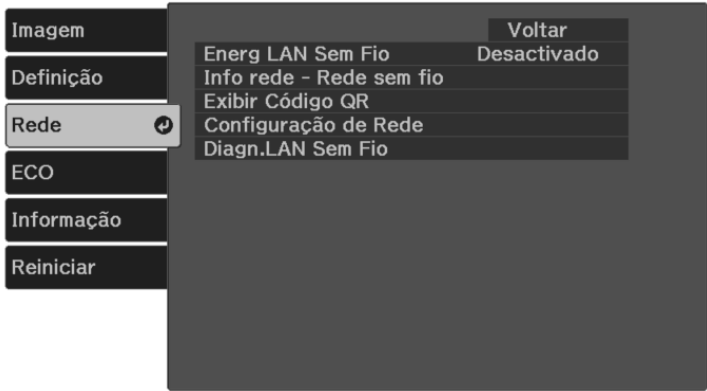 Imagem
Definição
Rede
ECO
Informação
Reiniciar
Voltar
Energ LAN Sem Fio Desactivado
Info rede - Rede sem fio
Exibir Código QR
Configuração de Rede
Diagn.LAN Sem Fio